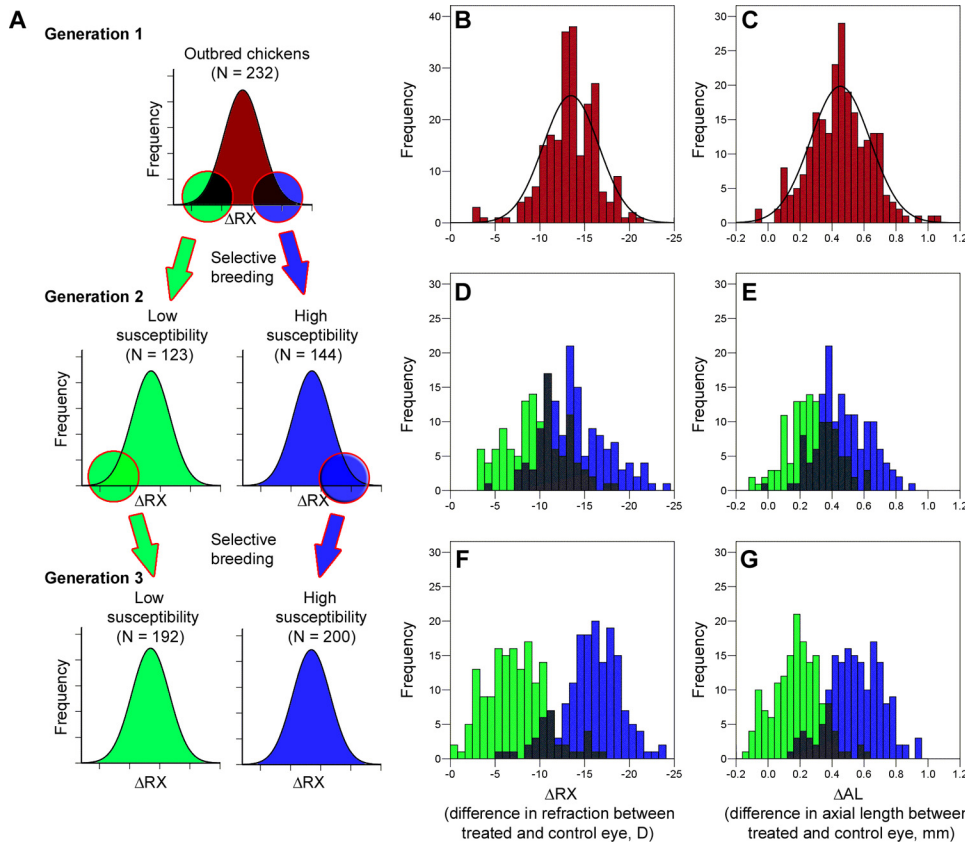 A
Generation 1
Outbred chickens
(N = 232)
Frequency
ΔRX
Selective
breeding
Generation 2
Low
susceptibility
(N = 123)
High
susceptibility
(N = 144)
Frequency
ΔRX
Frequency
ΔRX
Selective
breeding
Generation 3
Low
susceptibility
(N = 192)
High
susceptibility
(N = 200)
Frequency
ΔRX
ΔRX
B
Frequency
40
30
20
10
0
-0 -5 -10 -15 -20 -25
C
Frequency
40
30
20
10
0
-0.2 0.0 0.2 0.4 0.6 0.8 1.0 1.2
D
Frequency
30
25
20
15
10
5
0
-0 -5 -10 -15 -20 -25
E
Frequency
30
25
20
15
10
5
0
-0.2 0.0 0.2 0.4 0.6 0.8 1.0 1.2
F
Frequency
30
25
20
15
10
5
0
-0 -5 -10 -15 -20 -25
ΔRX
(difference in refraction between
treated and control eye, D)
G
Frequency
30
25
20
15
10
5
0
-0.2 0.0 0.2 0.4 0.6 0.8 1.0 1.2
ΔAL
(difference in axial length between
treated and control eye, mm)